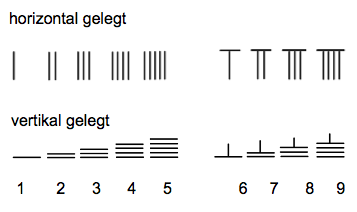 horizontal gelegt
vertikal gelegt
1 2 3 4 5 6 7 8 9